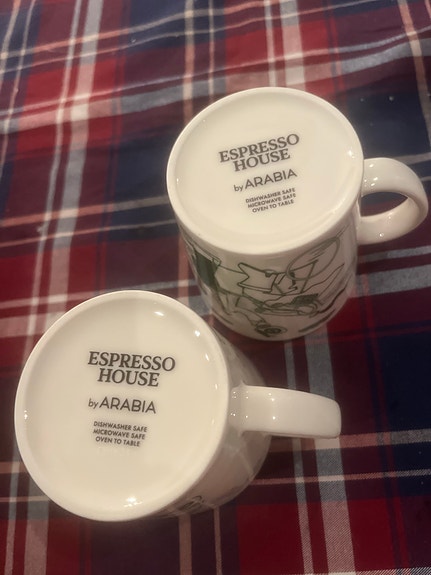 ESPRESSO
HOUSE
by ARABIA
DISHWASHER SAFE
MICROWAVE SAFE
OVEN TO TABLE
ESPRESSO
HOUSE
by ARABIA
DISHWASHER SAFE
MICROWAVE SAFE
OVEN TO TABLE